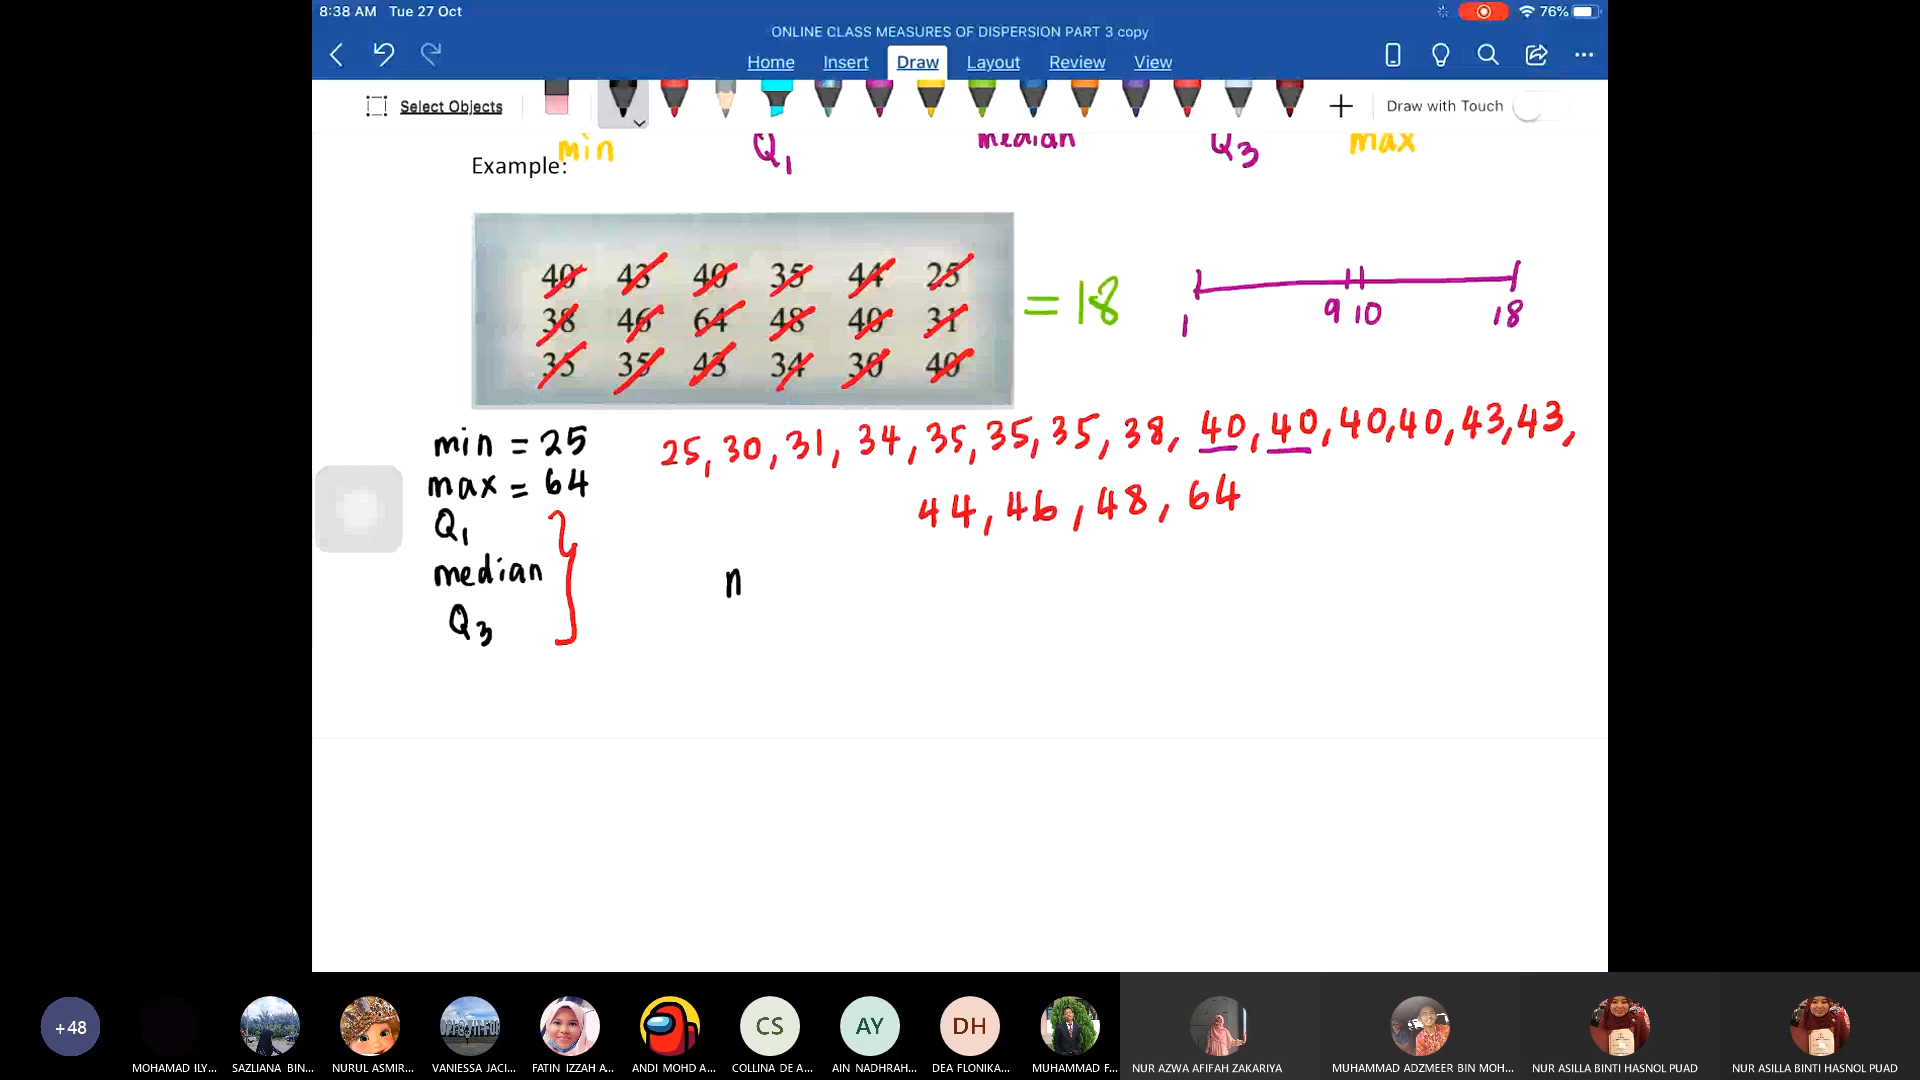 8:38 AM Tue 27 Oct
76%
ONLINE CLASS MEASURES OF DISPERSION PART 3 copy
Home Insert Draw Layout Review View
Select Objects
Draw with Touch
min Q1 median Q3 max
Example:
40 43 40 35 44 25
38 46 64 48 40 31
35 35 43 34 30 40
= 18
1 9 10 18
min = 25
max = 64
Q1
median
Q3
25, 30, 31, 34, 35, 35, 35, 38, 40, 40, 40, 40, 43, 43,
44, 46, 48, 64
n
+48
CS AY DH
MOHAMAD ILY... SAZLIANA BIN... NURUL ASMIR... VANIESSA JACI... FATIN IZZAH A... ANDI MOHD A... COLLINA DE A... AIN NADHRAH... DEA FLONIKA... MUHAMMAD F... NUR AZWA AFIFAH ZAKARIYA MUHAMMAD ADZMEER BIN MOH... NUR ASILLA BINTI HASNOL PUAD NUR ASILLA BINTI HASNOL PUAD